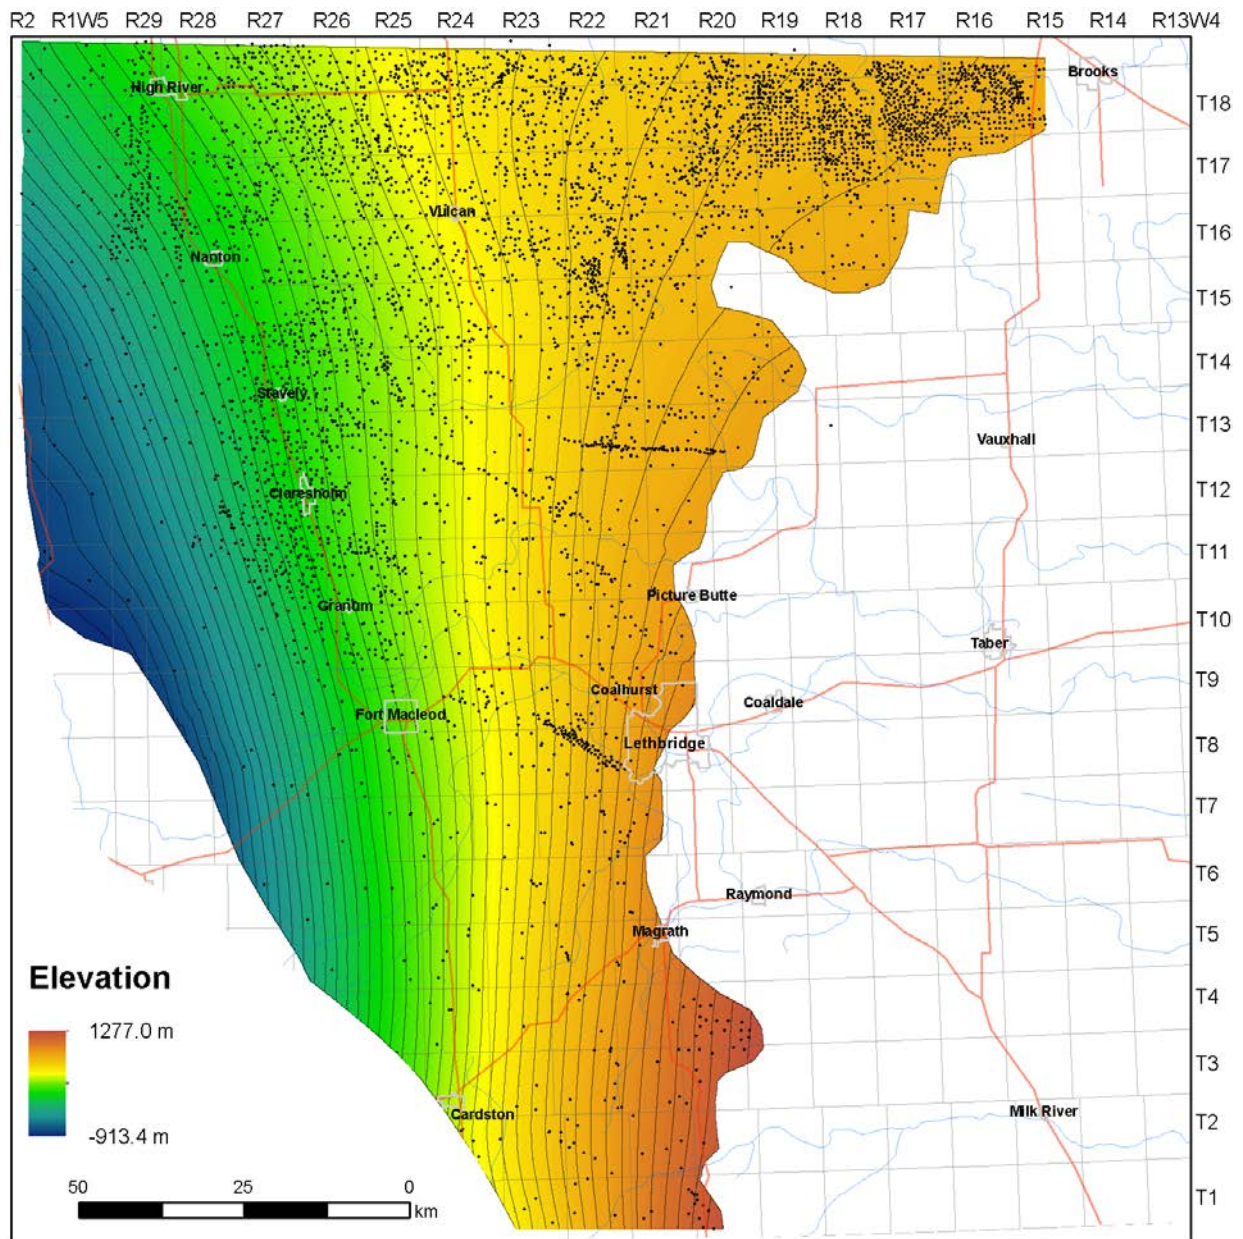 R2 R1W5 R29 R28 R27 R26 R25 R24 R23 R22 R21 R20 R19 R18 R17 R16 R15 R14 R13W4
Brooks
High River
T18
T17
Vulcan
T16
Nanton
T15
T14
Stavely
T13
Vauxhall
T12
Claresholm
T11
Picture Butte
Granum
T10
Taber
T9
Coalhurst
Coaldale
Fort Macleod
Lethbridge
T8
T7
T6
Raymond
Magrath
T5
Elevation
T4
1277.0 m
T3
Cardston
Milk River
T2
-913.4 m
50 25 0
T1
km